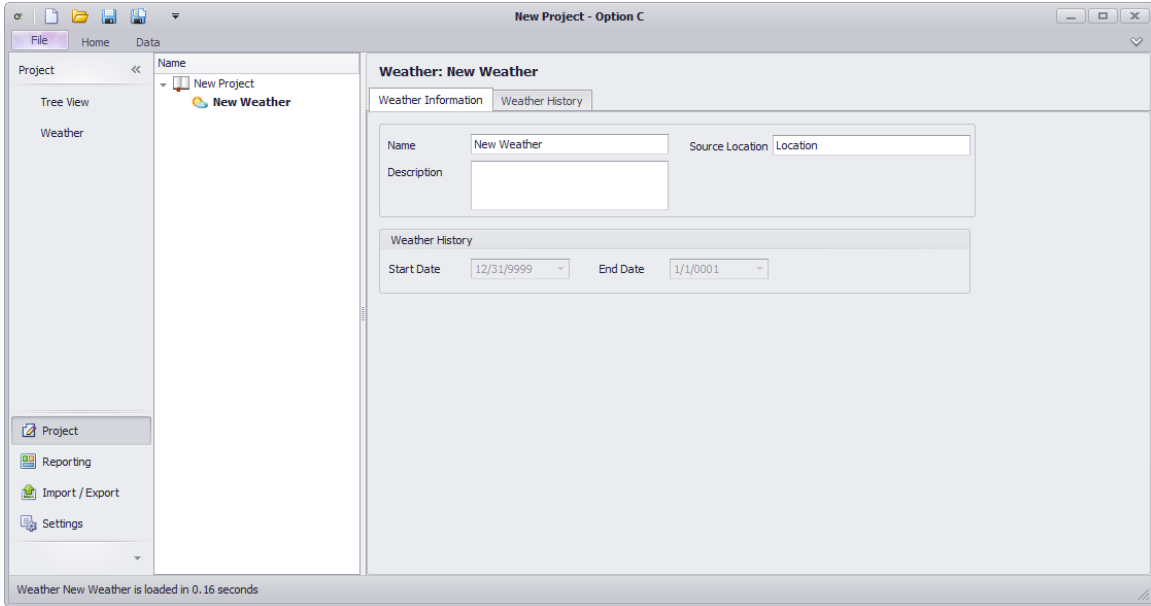 New Project - Option C
File Home Data
Project
Tree View
Weather
Project
Reporting
Import / Export
Settings
Name
New Project
New Weather
Weather: New Weather
Weather Information Weather History
Name New Weather Source Location Location
Description
Weather History
Start Date 12/31/9999 End Date 1/1/0001
Weather New Weather is loaded in 0.16 seconds